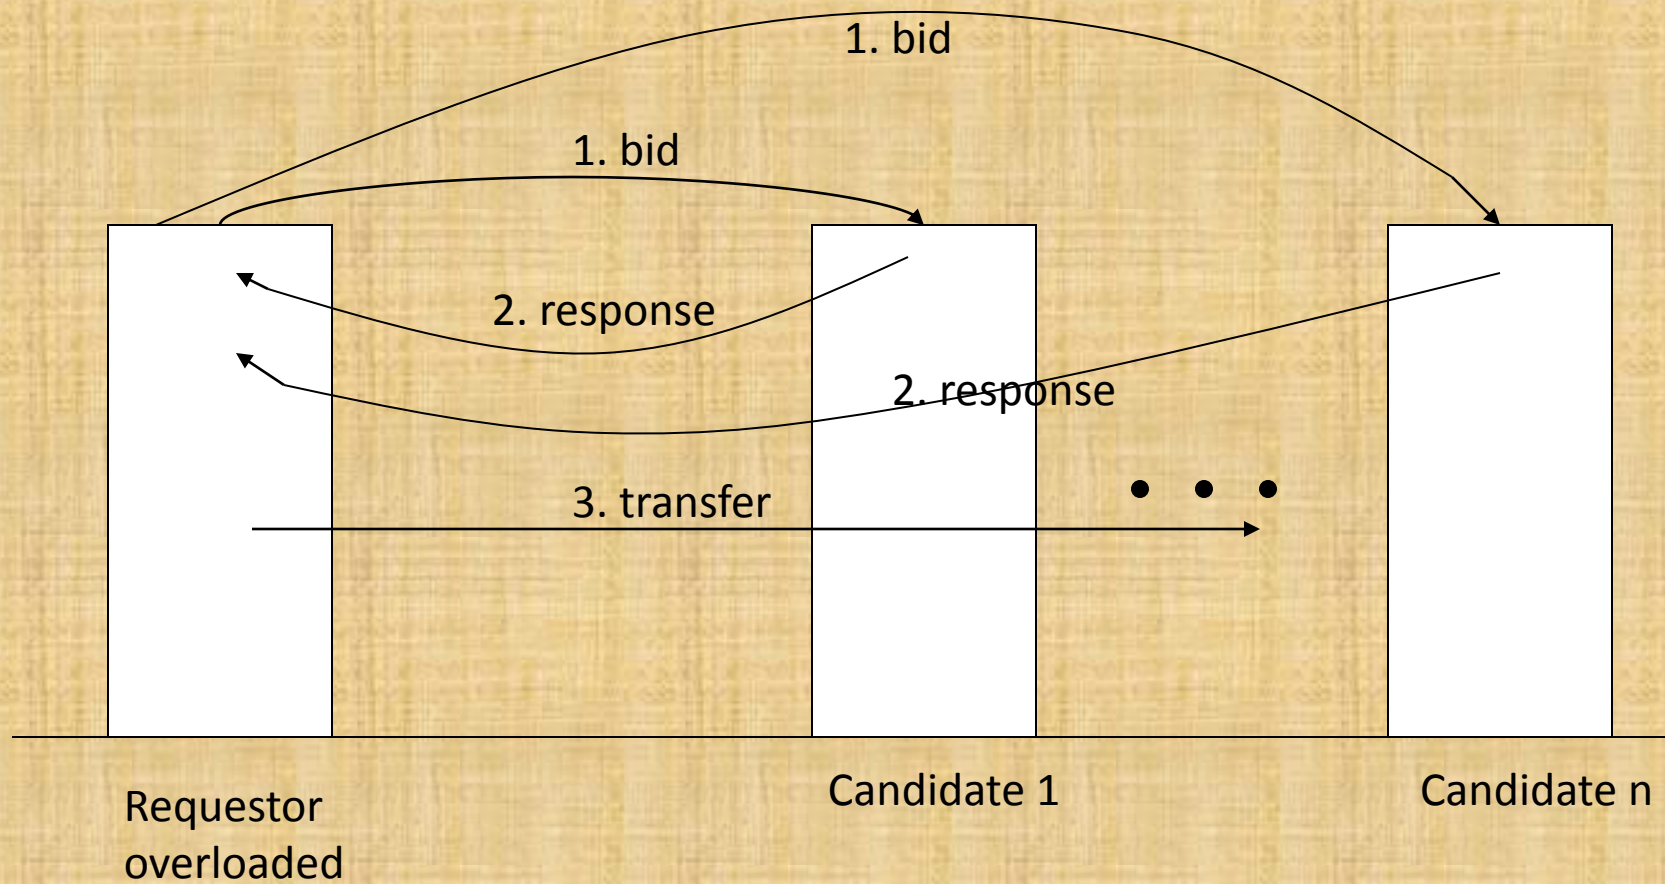 1. bid
1. bid
2. response
2. response
3. transfer
Candidate 1
Candidate n
Requestor
overloaded